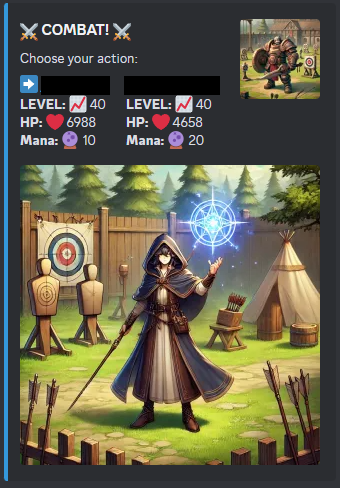 ⚔️ COMBAT! ⚔️
Choose your action:
LEVEL: 📈 40 LEVEL: 📈 40
HP: ❤️ 6988 HP: ❤️ 4658
Mana: 🔮 10 Mana: 🔮 20